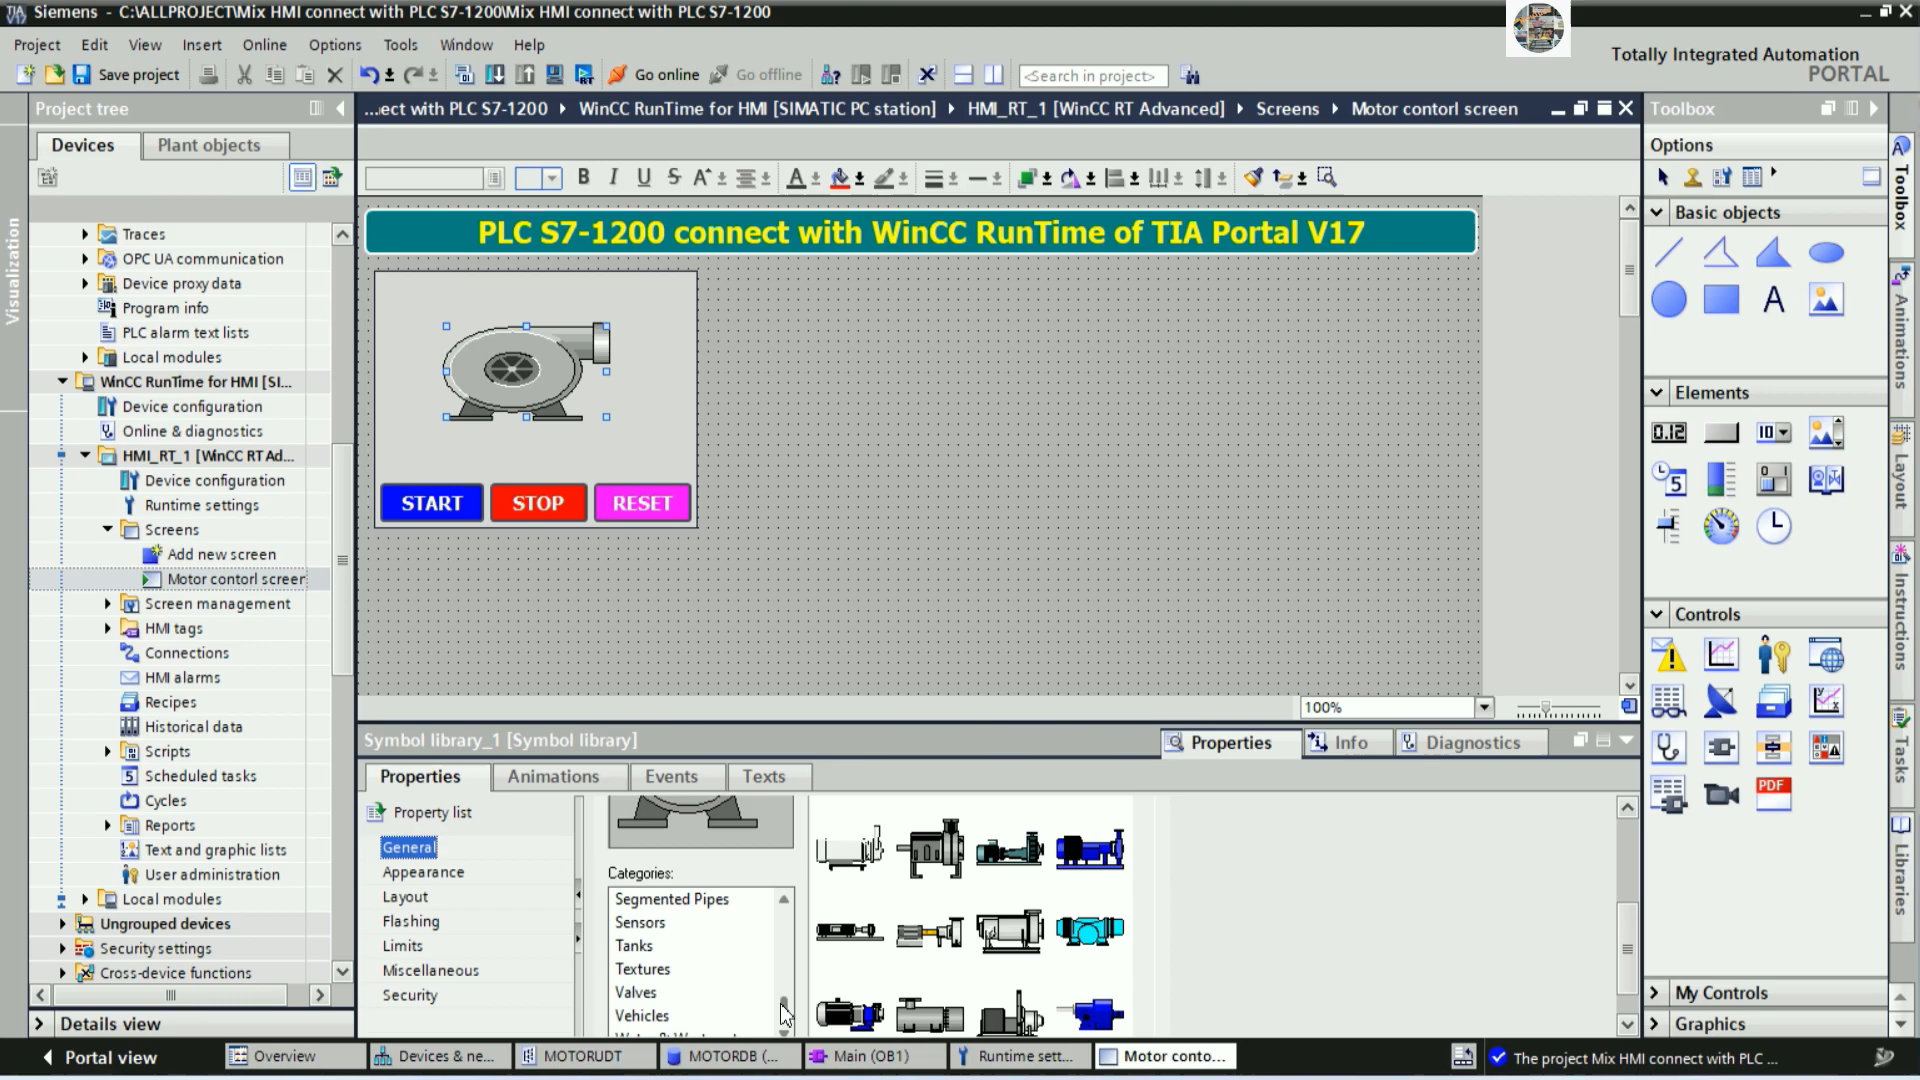 Siemens - C:\ALLPROJECT\Mix HMI connect with PLC S7-1200\Mix HMI connect with PLC S7-1200
Project Edit View Insert Online Options Tools Window Help
Totally Integrated Automation
PORTAL
Save project
Go online
Go offline
<Search in project>
Project tree
...ect with PLC S7-1200
WinCC RunTime for HMI [SIMATIC PC station]
HMI_RT_1 [WinCC RT Advanced]
Screens
Motor contorl screen
Toolbox
Devices
Plant objects
Options
Visualization
B I U S A
A
Basic objects
Traces
OPC UA communication
Device proxy data
Program info
PLC alarm text lists
Local modules
WinCC RunTime for HMI [SI...
Device configuration
Online & diagnostics
HMI_RT_1 [WinCC RT Ad...
Device configuration
Runtime settings
Screens
Add new screen
Motor contorl screen
Screen management
HMI tags
Connections
HMI alarms
Recipes
Historical data
Scripts
Scheduled tasks
Cycles
Reports
Text and graphic lists
User administration
Local modules
Ungrouped devices
Security settings
Cross-device functions
Details view
PLC S7-1200 connect with WinCC RunTime of TIA Portal V17
START
STOP
RESET
100%
Symbol library_1 [Symbol library]
Properties
Info
Diagnostics
Properties
Animations
Events
Texts
Property list
General
Appearance
Layout
Flashing
Limits
Miscellaneous
Security
Categories:
Segmented Pipes
Sensors
Tanks
Textures
Valves
Vehicles
A
Elements
0.12
10
5
0 1
Controls
PDF
My Controls
Graphics
Toolbox
Animations
Layout
Instructions
Tasks
Libraries
Portal view
Overview
Devices & ne...
MOTORUDT
MOTORDB (...
Main (OB1)
Runtime sett...
Motor conto...
The project Mix HMI connect with PLC ...